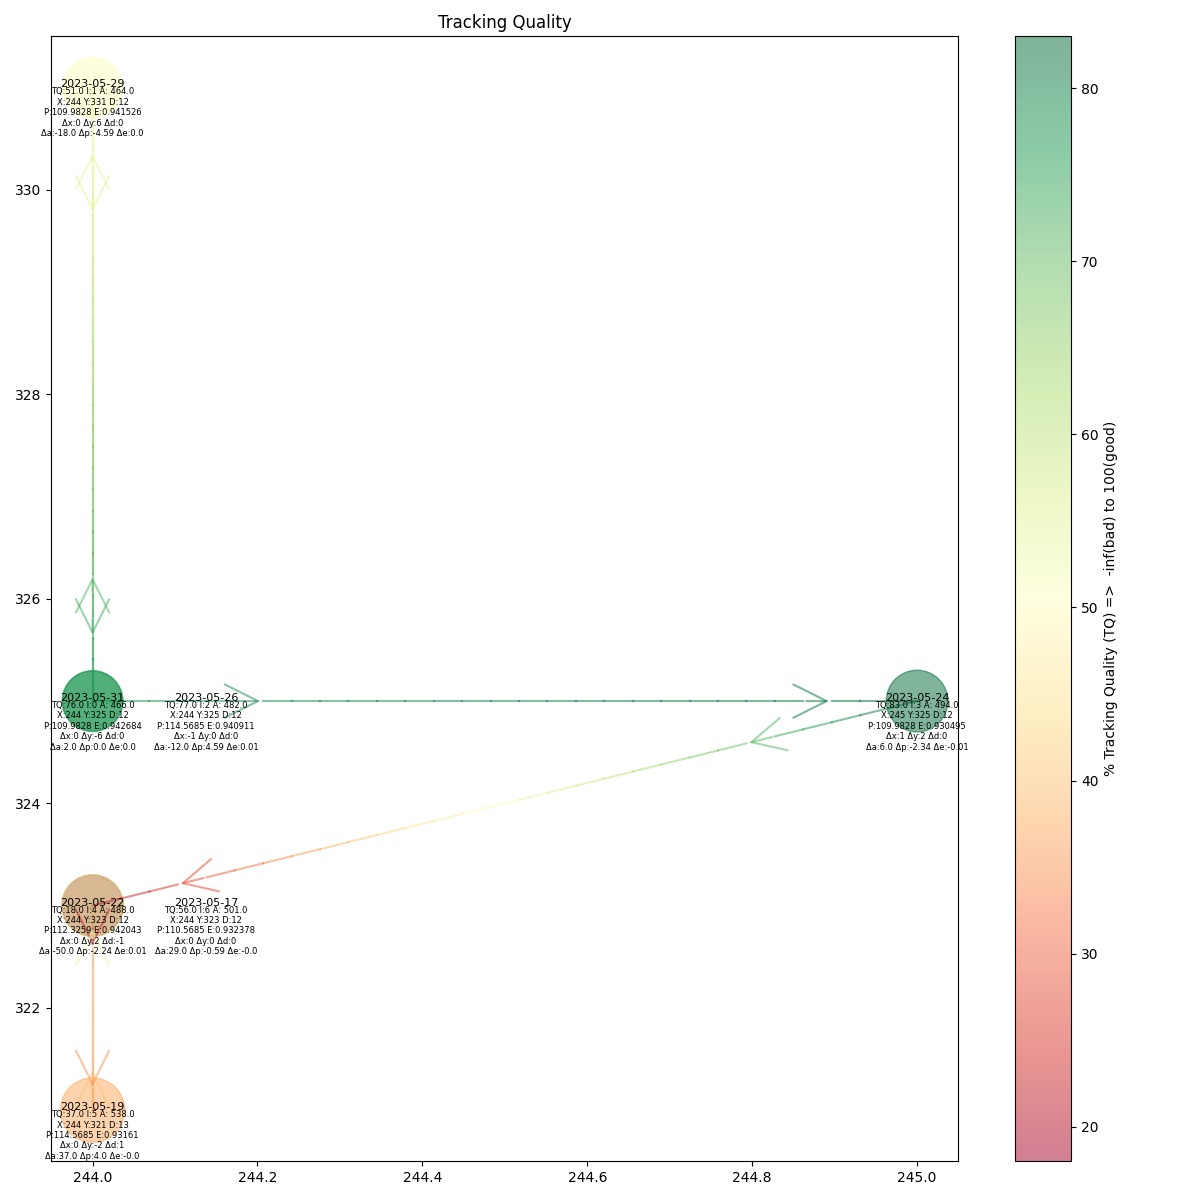 Tracking Quality
2023-05-29
TQ:51.0 I:1 A: 464.0
X:244 Y:331 D:12
P:109.9828 E:0.941526
Δx:0 Δy:6 Δd:0
Δa:-18.0 Δp:-4.59 Δe:0.0
2023-05-31
TQ:76.0 I:0 A: 466.0
X:244 Y:325 D:12
P:109.9828 E:0.942684
Δx:0 Δy:-6 Δd:0
Δa:2.0 Δp:0.0 Δe:0.0
2023-05-26
TQ:77.0 I:2 A: 482.0
X:244 Y:325 D:12
P:114.5685 E:0.940911
Δx:-1 Δy:0 Δd:0
Δa:-12.0 Δp:4.59 Δe:0.01
2023-05-24
TQ:83.0 I:3 A: 494.0
X:245 Y:325 D:12
P:109.9828 E:0.930495
Δx:1 Δy:2 Δd:0
Δa:6.0 Δp:-2.34 Δe:-0.01
2023-05-22
TQ:18.0 I:4 A: 488.0
X:244 Y:323 D:12
P:112.3259 E:0.942043
Δx:0 Δy:2 Δd:-1
Δa:-50.0 Δp:-2.24 Δe:0.01
2023-05-17
TQ:56.0 I:6 A: 501.0
X:244 Y:323 D:12
P:110.5685 E:0.932378
Δx:0 Δy:0 Δd:0
Δa:29.0 Δp:-0.59 Δe:-0.0
2023-05-19
TQ:37.0 I:5 A: 538.0
X:244 Y:321 D:13
P:114.5685 E:0.93161
Δx:0 Δy:-2 Δd:1
Δa:37.0 Δp:4.0 Δe:-0.0
330
328
326
324
322
244.0
244.2
244.4
244.6
244.8
245.0
80
70
60
50
40
30
20
% Tracking Quality (TQ) => -inf(bad) to 100(good)